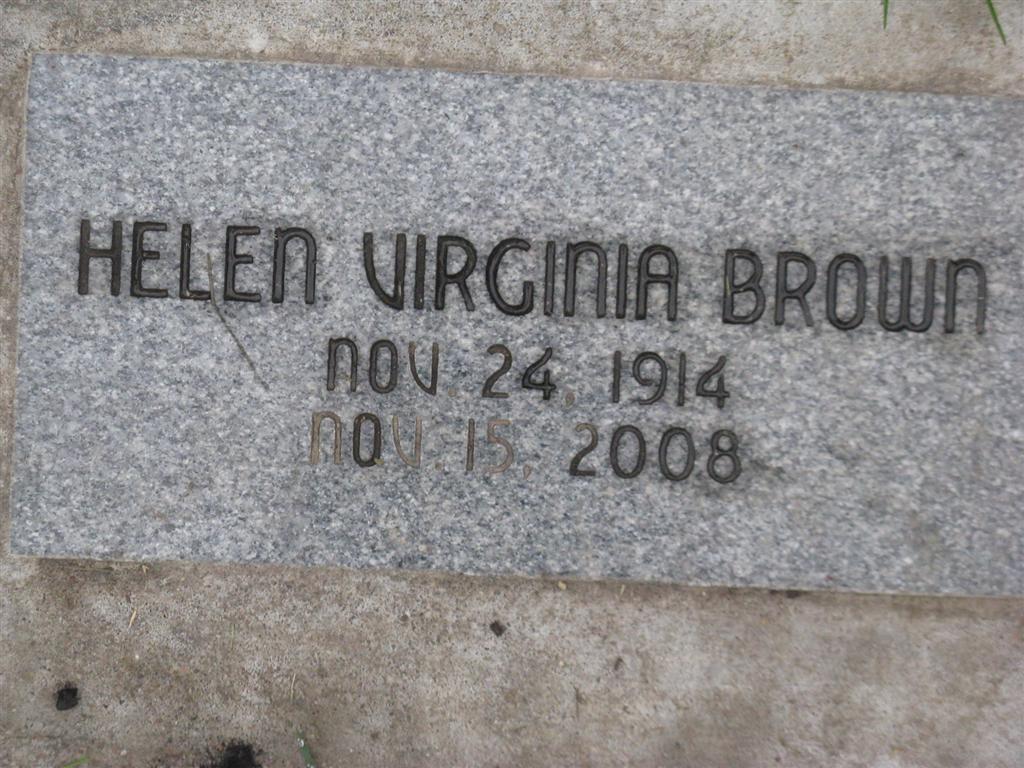 HELEN VIRGINIA BROWN
NOV. 24, 1914
NOV. 15, 2008